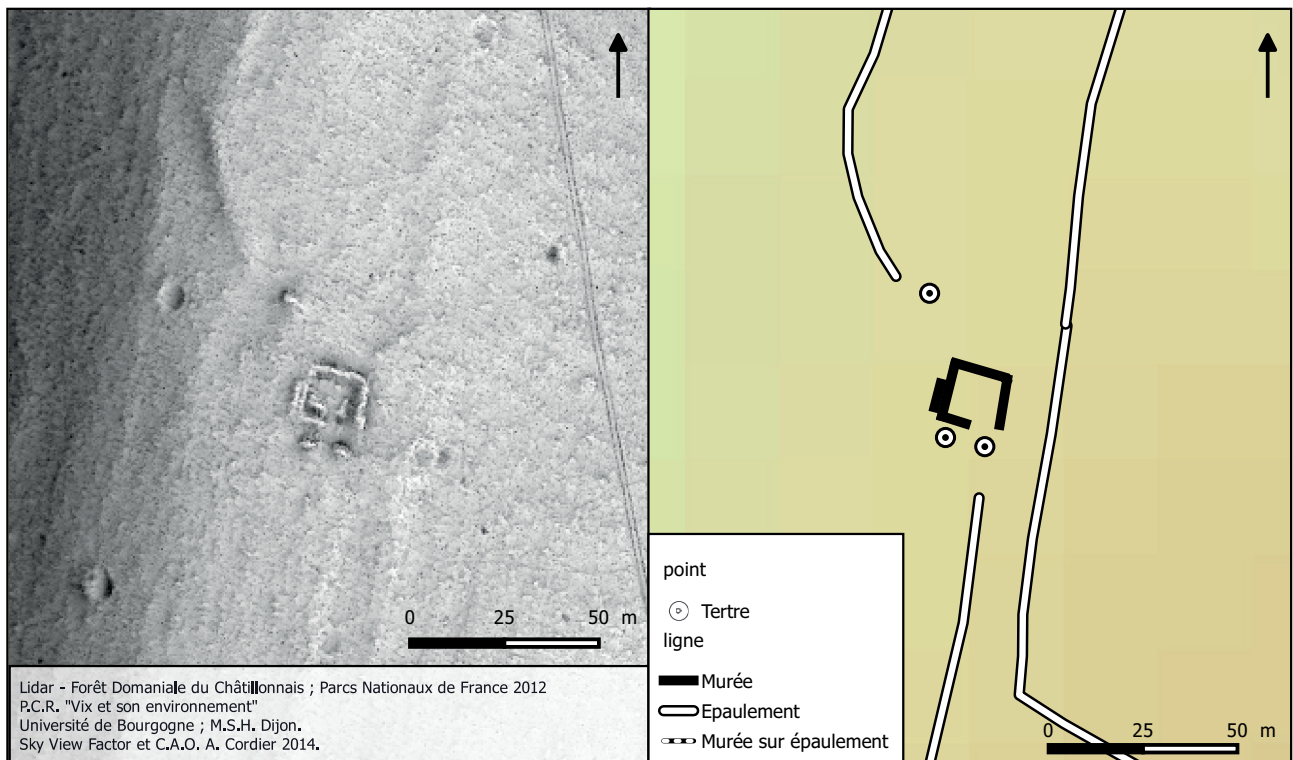 0 25 50 m
Lidar - Forêt Domaniale du Châtillonnais ; Parcs Nationaux de France 2012
P.C.R. "Vix et son environnement"
Université de Bourgogne ; M.S.H. Dijon.
Sky View Factor et C.A.O. A. Cordier 2014.
point
Tertre
ligne
Murée
Epaulement
Murée sur épaulement
0 25 50 m